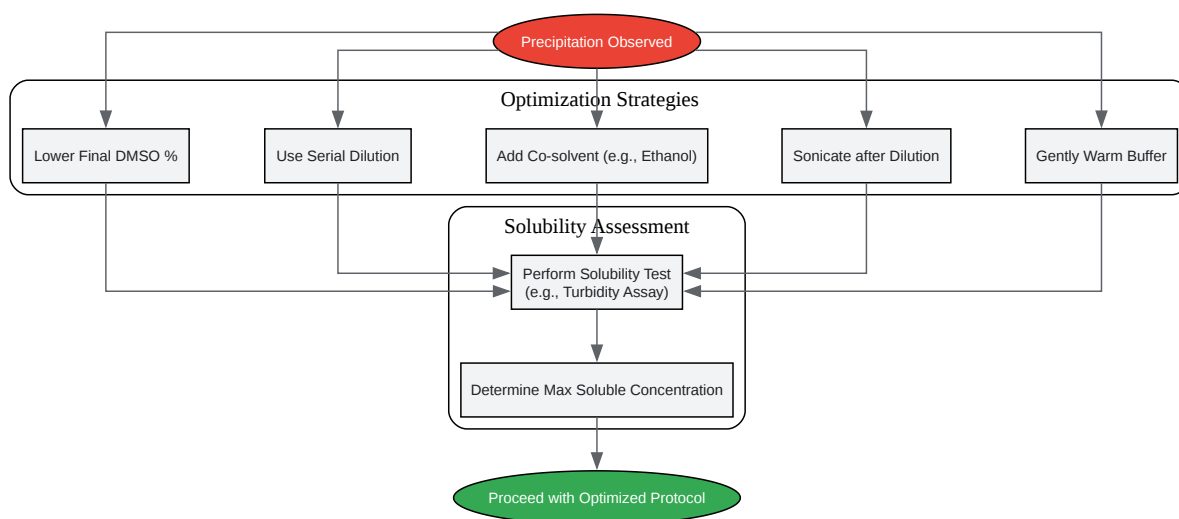 Precipitation Observed
Optimization Strategies
Lower Final DMSO %
Use Serial Dilution
Add Co-solvent (e.g., Ethanol)
Sonicate after Dilution
Gently Warm Buffer
Solubility Assessment
Perform Solubility Test
(e.g., Turbidity Assay)
Determine Max Soluble Concentration
Proceed with Optimized Protocol